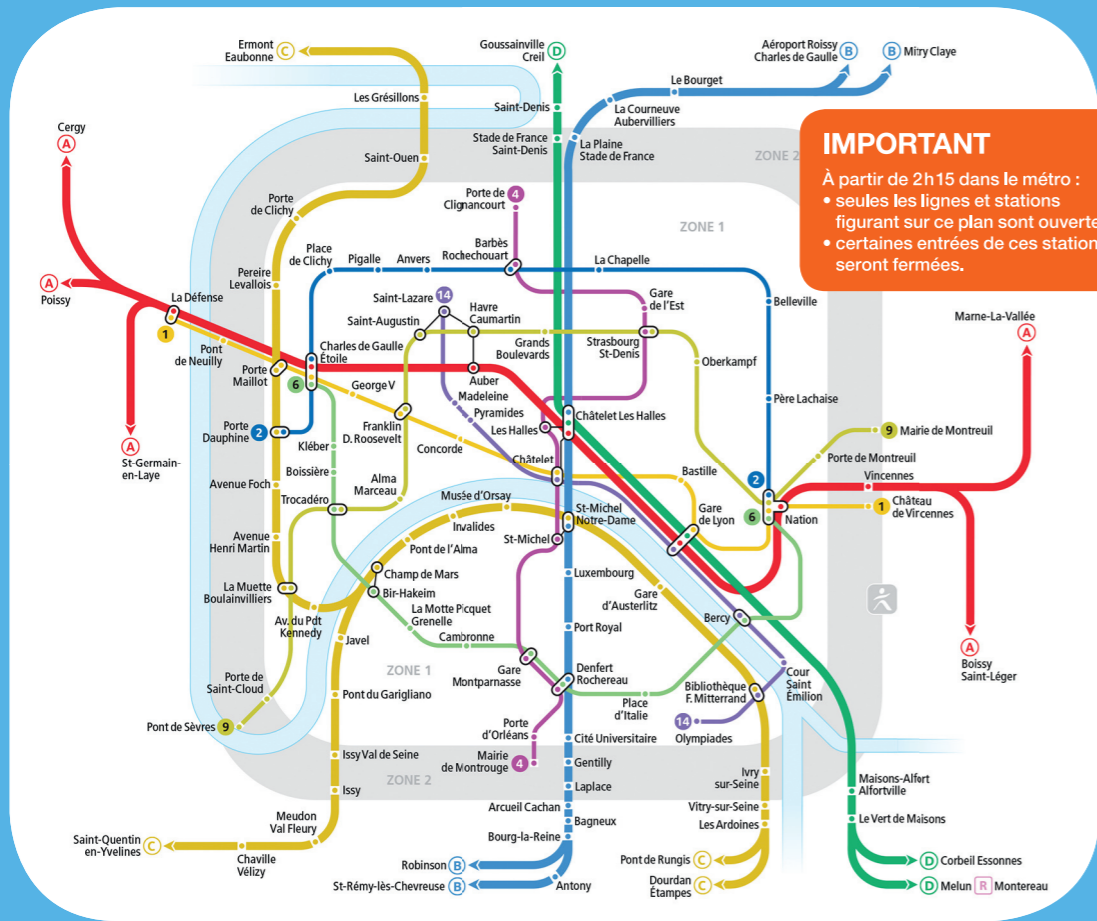 Ermont
Eaubonne
C
Goussainville
Creil
D
Aéroport Roissy
Charles de Gaulle
B
B
Mitry Claye
Le Bourget
Les Grésillons
Saint-Denis
La Courneuve
Aubervilliers
Cergy
A
Stade de France
Saint-Denis
La Plaine
Stade de France
Saint-Ouen
ZONE 2
IMPORTANT
À partir de 2h15 dans le métro :
• seules les lignes et stations
figurant sur ce plan sont ouverte
• certaines entrées de ces station
seront fermées.
Porte
de Clichy
Porte de
Clignancourt
4
ZONE 1
Place
de Clichy
Pigalle
Anvers
Barbès
Rochechouart
La Chapelle
Pereire
Levallois
A
Poissy
La Défense
1
Saint-Lazare
14
Havre
Caumartin
Gare
de l'Est
Belleville
Saint-Augustin
Marne-La-Vallée
A
Pont
de Neuilly
Charles de Gaulle
Étoile
6
Grands
Boulevards
Strasbourg
St-Denis
Oberkampf
Porte
Maillot
George V
Auber
Madeleine
Pyramides
Père Lachaise
Porte
Dauphine
2
Franklin
D. Roosevelt
Les Halles
Châtelet Les Halles
9
Mairie de Montreuil
A
St-Germain-
en-Laye
Kléber
Concorde
Châtelet
Porte de Montreuil
Boissière
Bastille
2
Vincennes
Avenue Foch
Alma
Marceau
Trocadéro
Musée d'Orsay
St-Michel
Notre-Dame
Gare
de Lyon
6
Nation
1
Château
de Vircennes
Invalides
Avenue
Henri Martin
Pont de l'Alma
St-Michel
Champ de Mars
Luxembourg
La Muette
Boulainvilliers
Bir-Hakeim
Gare
d'Austerlitz
Av. du Pdt
Kennedy
La Motte Picquet
Grenelle
Bercy
Javel
Cambronne
Port Royal
A
Boissy
Saint-Léger
Porte de
Saint-Cloud
ZONE 1
Gare
Montparnasse
Denfert
Rochereau
Cour
Saint
Émilion
Pont du Garigliano
Place
d'Italie
Bibliothèque
F. Mitterrand
Pont de Sèvres
9
Porte
d'Orléans
14
Olympiades
Cité Universitaire
Issy Val de Seine
Mairie
de Montrouge
4
Gentilly
ZONE 2
Ivry
sur-Seine
Issy
Laplace
Maisons-Alfort
Alfortville
Arcueil Cachan
Vitry-sur-Seine
Meudon
Val Fleury
Bagneux
Les Ardoines
Le Vert de Maisons
Bourg-la-Reine
Saint-Quentin
en-Yvelines
C
Chaville
Vélizy
Robinson
B
Pont de Rungis
C
D
Corbeil Essonnes
St-Rémy-lès-Chevreuse
B
Antony
Dourdan
Étampes
C
D
Melun
R
Montereau